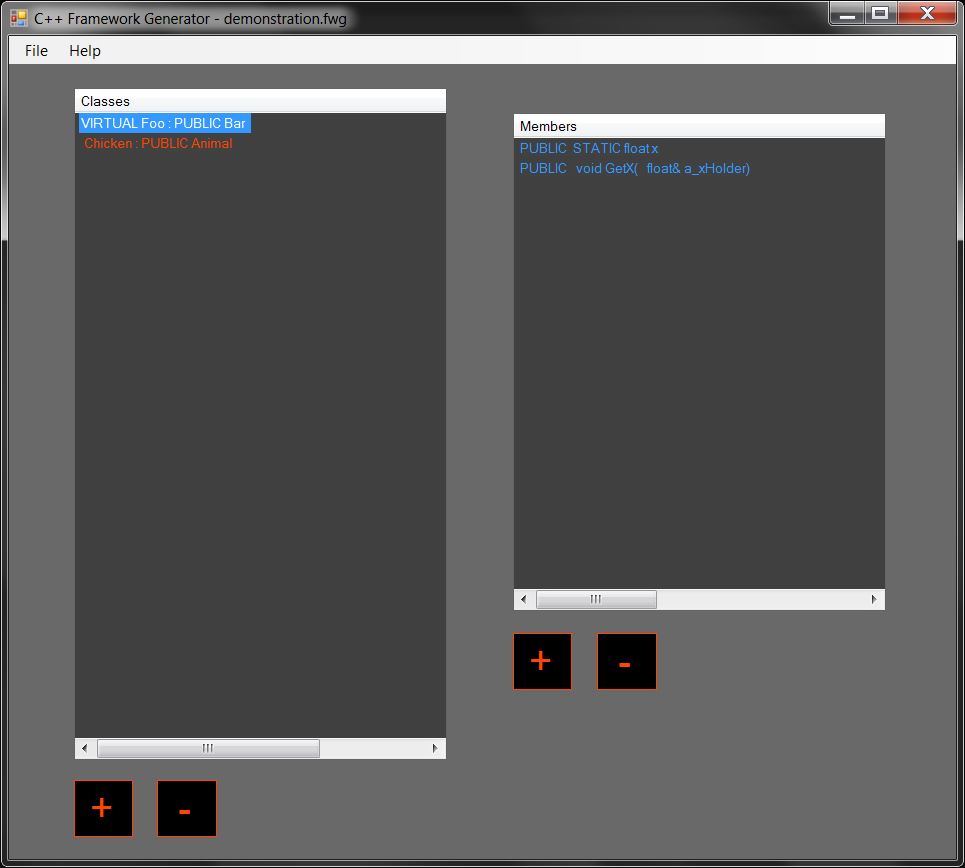 C++ Framework Generator - demonstration.fwg
File Help
Classes
VIRTUAL Foo : PUBLIC Bar
Chicken : PUBLIC Animal
Members
PUBLIC STATIC float x
PUBLIC void GetX( float& a_xHolder)
+ -
+ -